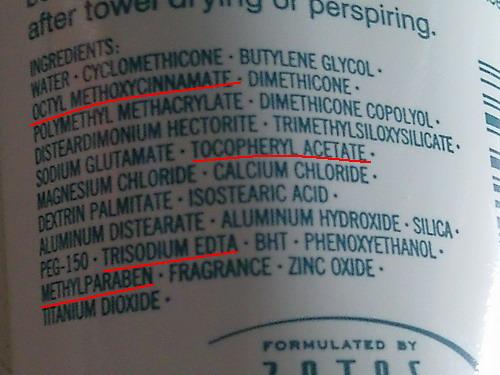 after towel drying or perspiring.
INGREDIENTS:
WATER · CYCLOMETHICONE · BUTYLENE GLYCOL ·
OCTYL METHOXYCINNAMATE · DIMETHICONE ·
POLYMETHYL METHACRYLATE · DIMETHICONE COPOLYOL ·
DISTEARDIMONIUM HECTORITE · TRIMETHYLSILOXYSILICATE ·
SODIUM GLUTAMATE · TOCOPHERYL ACETATE ·
MAGNESIUM CHLORIDE · CALCIUM CHLORIDE ·
DEXTRIN PALMITATE · ISOSTEARIC ACID ·
ALUMINUM DISTEARATE · ALUMINUM HYDROXIDE · SILICA ·
PEG-150 · TRISODIUM EDTA · BHT · PHENOXYETHANOL ·
METHYLPARABEN · FRAGRANCE · ZINC OXIDE ·
TITANIUM DIOXIDE ·
FORMULATED BY
ZOTOS